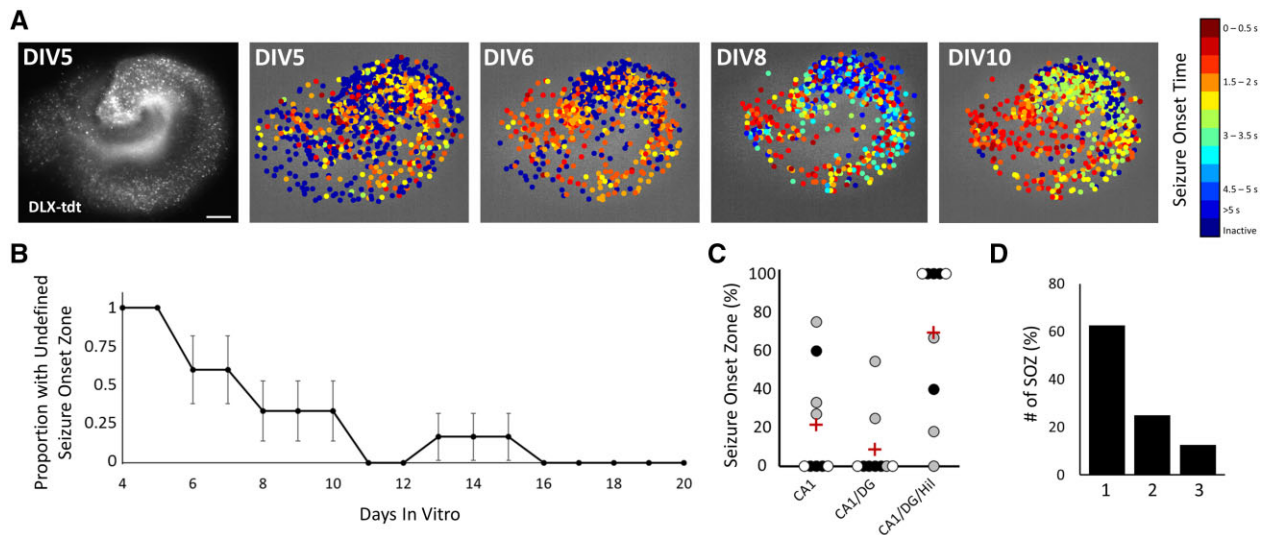 A
DIV5
DLX-tdt
DIV5
DIV6
DIV8
DIV10
Seizure Onset Time
0 – 0.5s
1.5 – 2s
3 – 3.5s
4.5 – 5 s
>5 s
Inactive
B
Proportion with Undefined
Seizure Onset Zone
1
0.75
0.5
0.25
0
4 6 8 10 12 14 16 18 20
Days In Vitro
C
Seizure Onset Zone (%)
100
80
60
40
20
0
CA1
CA1/DG
CA1/DG/Hil
D
# of SOZ (%)
80
60
40
20
0
1 2 3